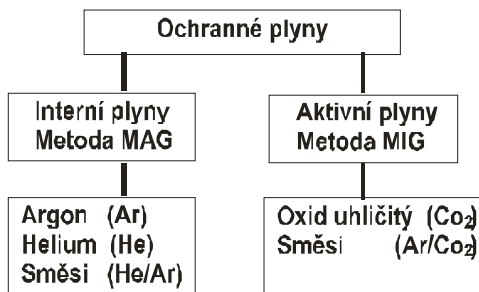 Ochranné plyny
Interní plyny
Metoda MAG
Aktivní plyny
Metoda MIG
Argon (Ar)
Helium (He)
Směsi (He/Ar)
Oxid uhličitý (Co₂)
Směsi (Ar/Co₂)